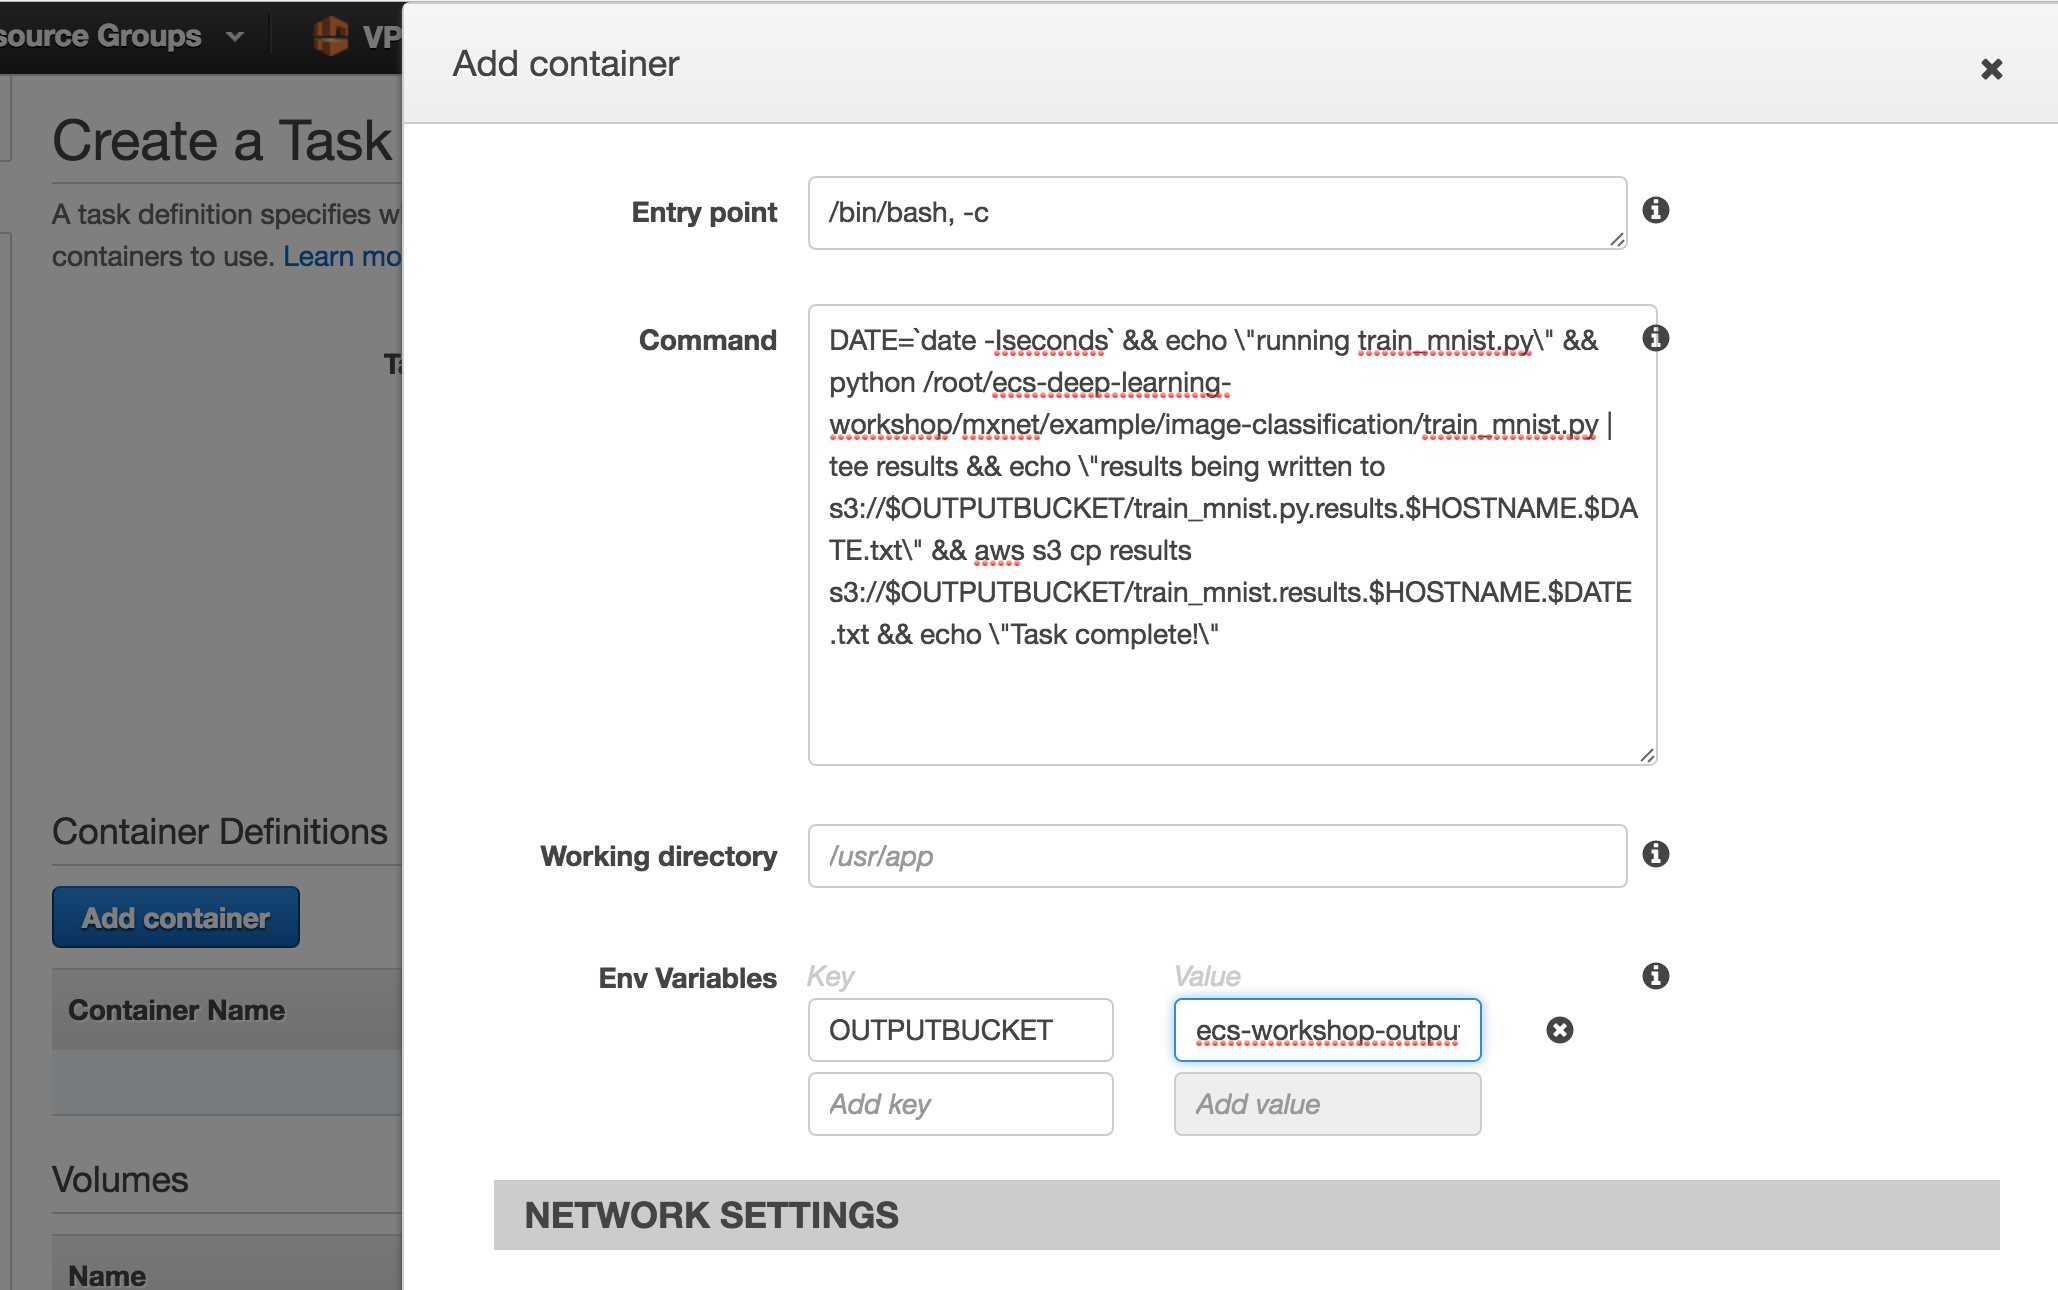 source Groups
VP
Add container
Create a Task
A task definition specifies w
containers to use. Learn mo
Entry point
/bin/bash, -c
Command
DATE=`date -Iseconds` && echo \"running train_mnist.py\" &&
python /root/ecs-deep-learning-
workshop/mxnet/example/image-classification/train_mnist.py |
tee results && echo \"results being written to
s3://$OUTPUTBUCKET/train_mnist.py.results.$HOSTNAME.$DA
TE.txt\" && aws s3 cp results
s3://$OUTPUTBUCKET/train_mnist.results.$HOSTNAME.$DATE
.txt && echo \"Task complete!\"
Ta
Working directory
/usr/app
Container Definitions
Add container
Container Name
Env Variables
Key Value
OUTPUTBUCKET ecs-workshop-outpu
Add key Add value
Volumes
Name
NETWORK SETTINGS